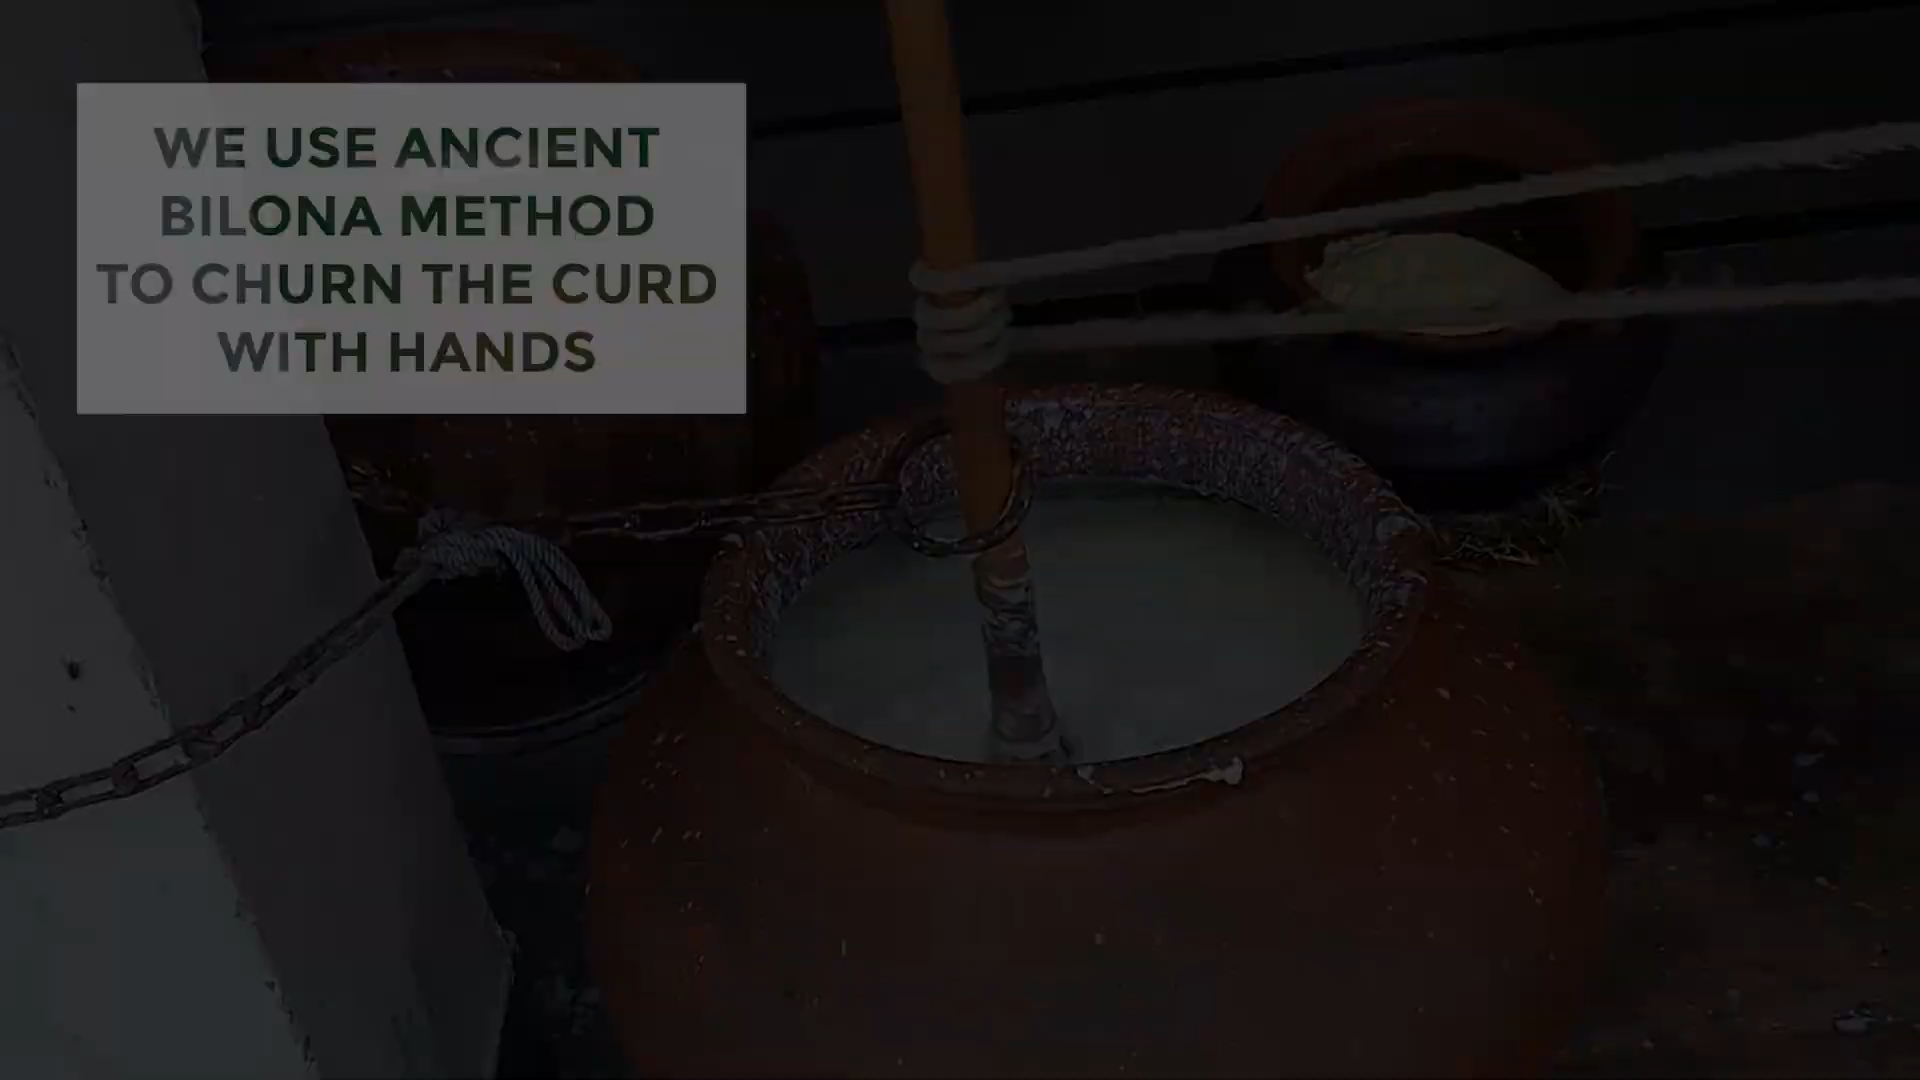 WE USE ANCIENT
BILONA METHOD
TO CHURN THE CURD
WITH HANDS